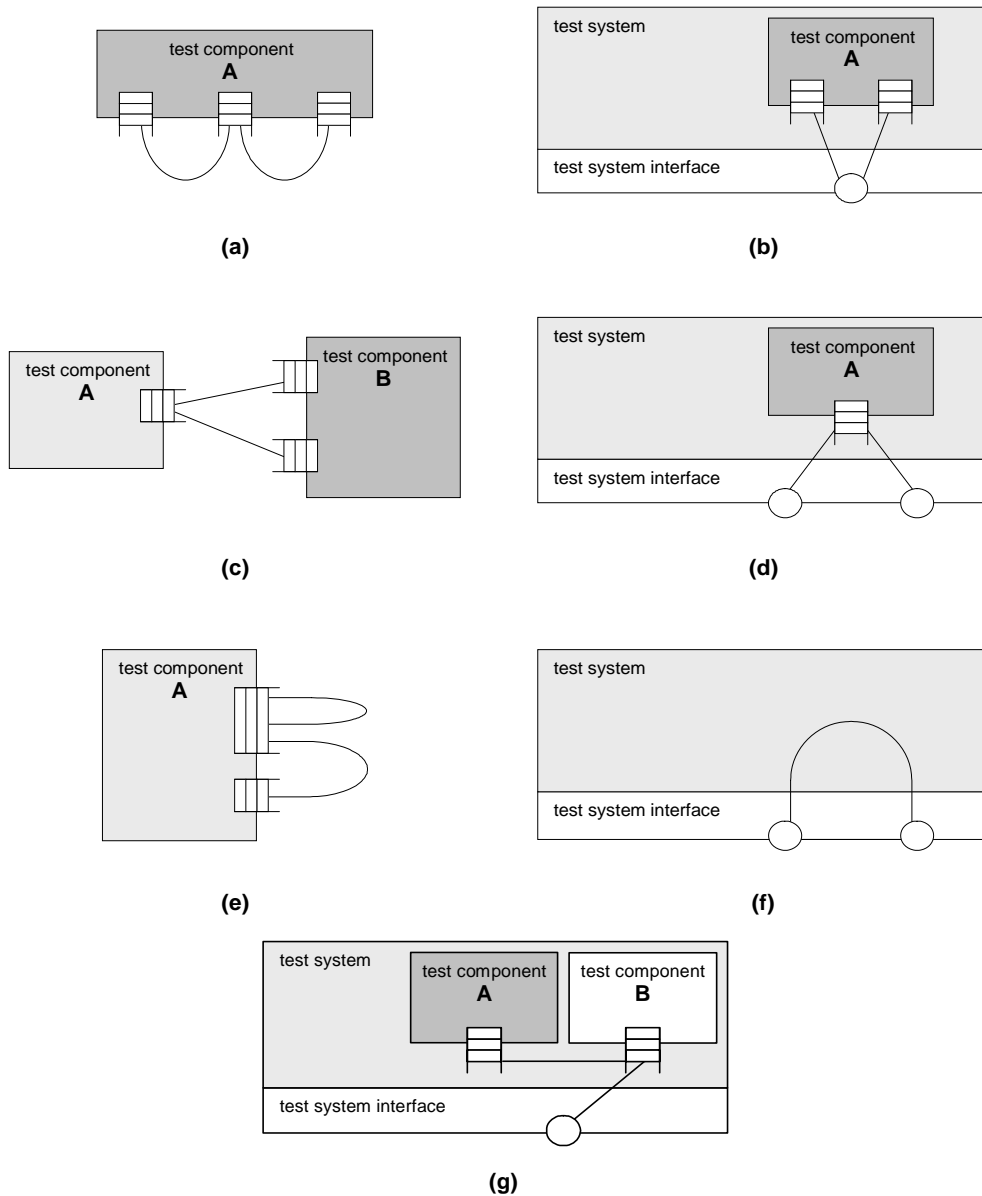 test component
A
(a)
test system
test component
A
test system interface
(b)
test component
A
test component
B
(c)
test system
test component
A
test system interface
(d)
test component
A
(e)
test system
test system interface
(f)
test system
test component
A
test component
B
test system interface
(g)